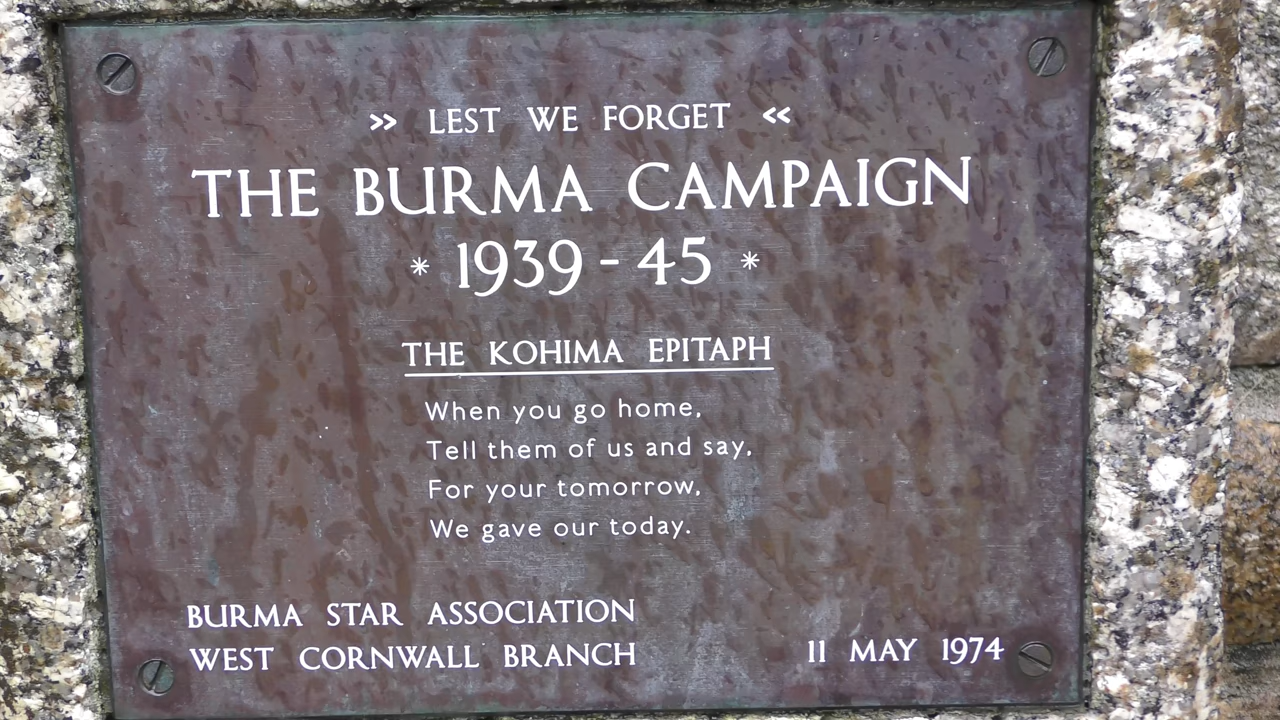 » LEST WE FORGET «
THE BURMA CAMPAIGN
* 1939 - 45 *
THE KOHIMA EPITAPH
When you go home,
Tell them of us and say,
For your tomorrow,
We gave our today.
BURMA STAR ASSOCIATION
WEST CORNWALL BRANCH
11 MAY 1974